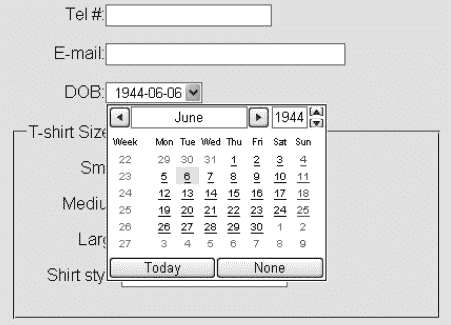 Tel #:
E-mail:
DOB: 1944-06-06
June 1944
T-shirt Size
Week Mon Tue Wed Thu Fri Sat Sun
22 29 30 31 1 2 3 4
Sm
23 5 6 7 8 9 10 11
24 12 13 14 15 16 17 18
Mediu
25 19 20 21 22 23 24 25
26 26 27 28 29 30 1 2
Larg
27 3 4 5 6 7 8 9
Today None
Shirt sty